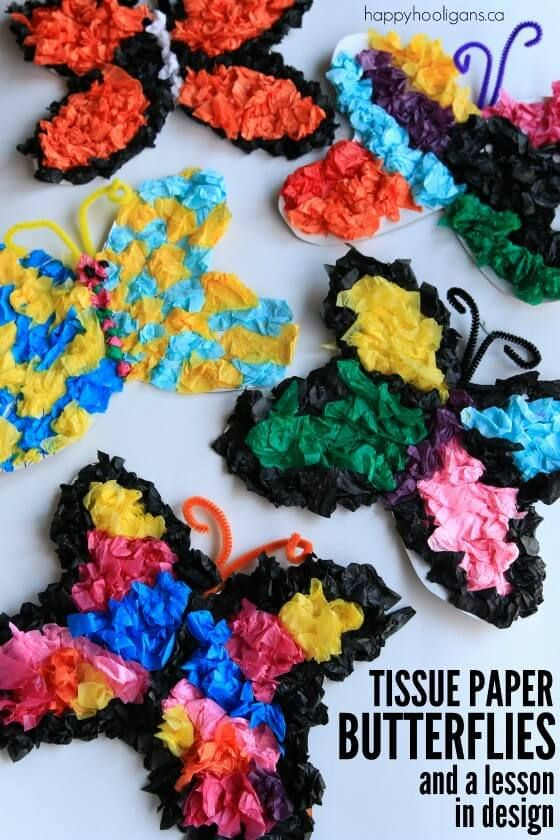 happyhooligans.ca
TISSUE PAPER
BUTTERFLIES
and a lesson
in design